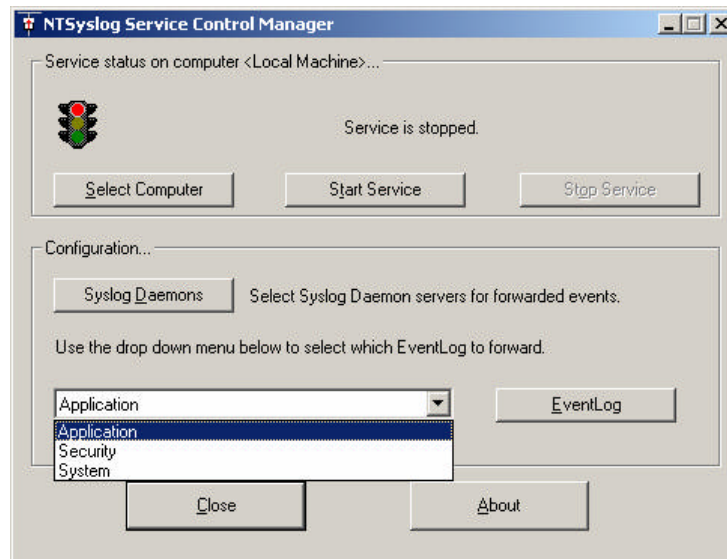 NTSyslog Service Control Manager
Service status on computer <Local Machine>...
Service is stopped.
Select Computer
Start Service
Stop Service
Configuration...
Syslog Daemons
Select Syslog Daemon servers for forwarded events.
Use the drop down menu below to select which EventLog to forward.
Application
EventLog
Application
Security
System
Close
About